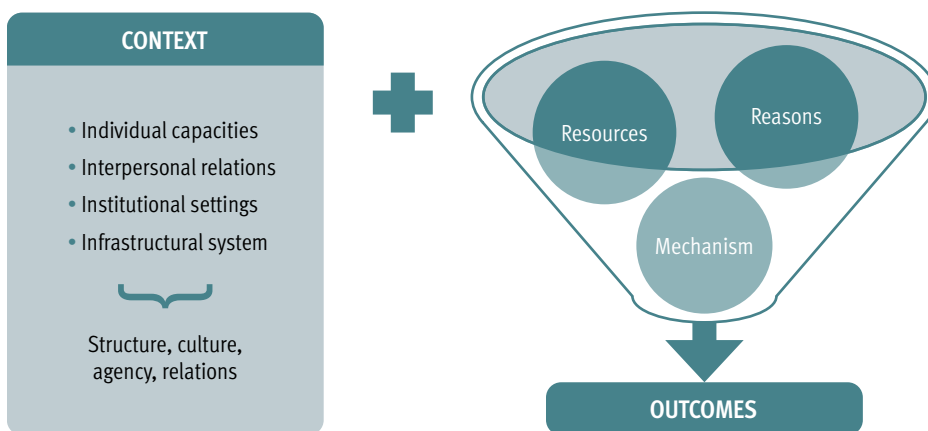 CONTEXT
• Individual capacities
• Interpersonal relations
• Institutional settings
• Infrastructural system
Structure, culture,
agency, relations
Resources
Reasons
Mechanism
OUTCOMES